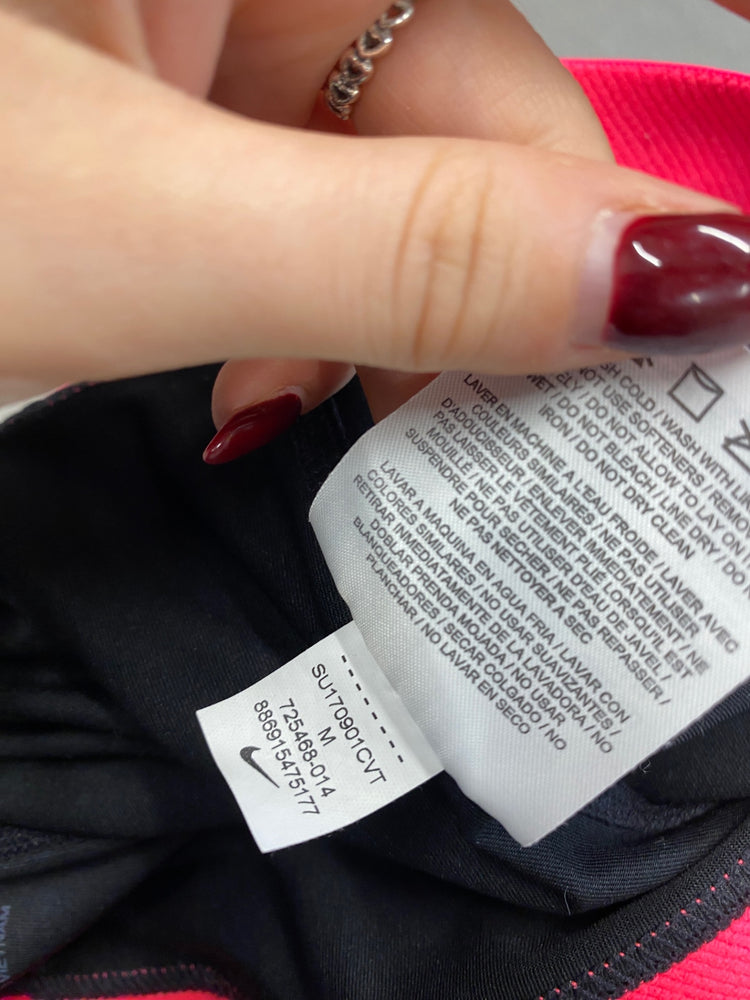 SH COLD / WASH WITH LI
NOT USE SOFTENERS / REMO
CLY / DO NOT ALLOW TO LAY ON
WET / DO NOT BLEACH / LINE DRY / DO
IRON / DO NOT DRY CLEAN
LAVER EN MACHINE A L'EAU FROIDE / LAVER AVEC
COULEURS SIMILAIRES / NE PAS UTILISER
D'ADOUCISSEUR / ENLEVER IMMEDIATEMENT / NE
PAS LAISSER LE VETEMENT PLIE LORSQU'IL EST
MOUILLE / NE PAS UTILISER D'EAU DE JAVEL /
SUSPENDRE POUR SECHER / NE PAS REPASSER /
NE PAS NETTOYER A SEC
LAVAR A MAQUINA EN AGUA FRIA / LAVAR CON
COLORES SIMILARES / NO USAR SUAVIZANTES /
RETIRAR INMEDIATAMENTE DE LA LAVADORA / NO
DOBLAR PRENDA MOJADA / NO USAR
BLANQUEADORES / SECAR COLGADO / NO
PLANCHAR / NO LAVAR EN SECO
SU170901CVT
M
725468-014
886915475177
VIETNAM